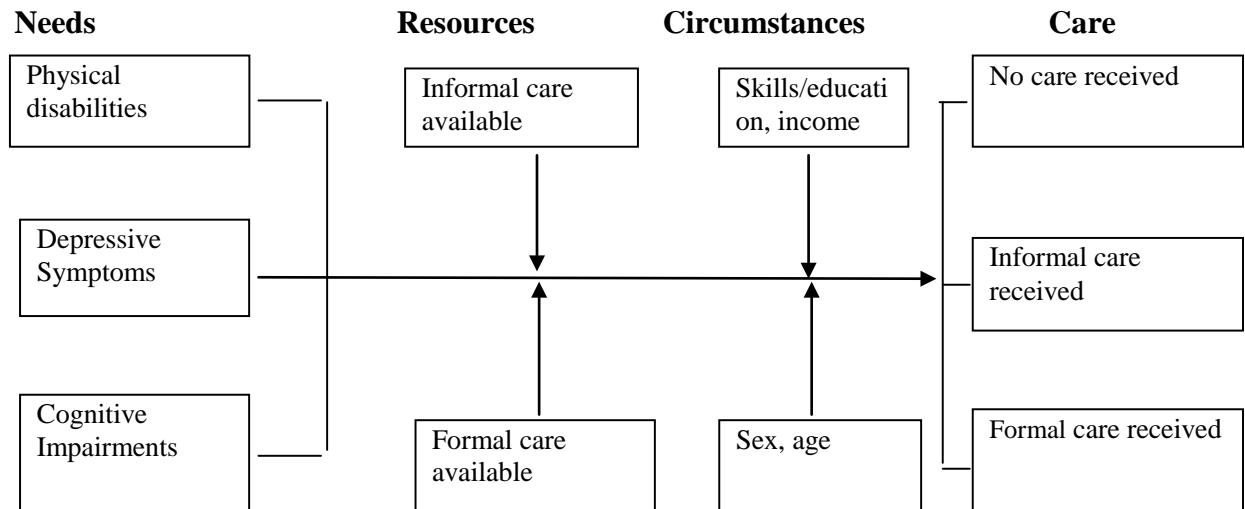 Needs
Resources
Circumstances
Care
Physical
disabilities
Informal care
available
Skills/educati
on, income
No care received
Depressive
Symptoms
Informal care
received
Cognitive
Impairments
Formal care
available
Sex, age
Formal care received